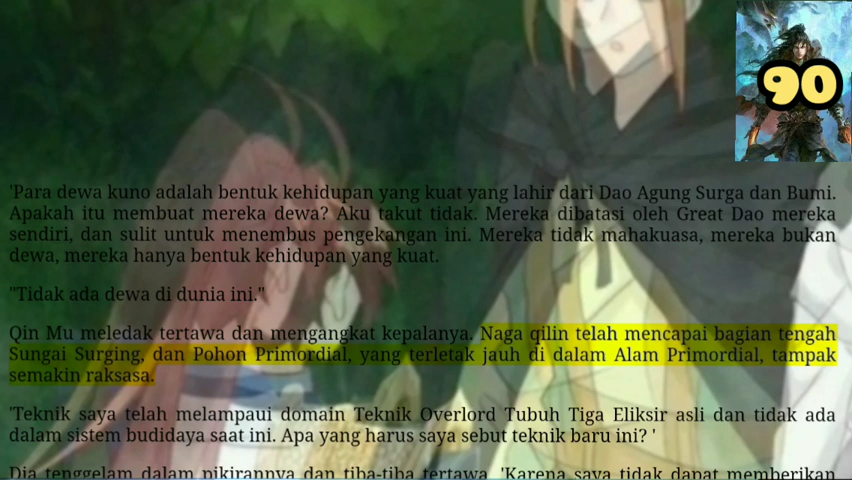 90
'Para dewa kuno adalah bentuk kehidupan yang kuat yang lahir dari Dao Agung Surga dan Bumi.
Apakah itu membuat mereka dewa? Aku takut tidak. Mereka dibatasi oleh Great Dao mereka
sendiri, dan sulit untuk menembus pengekangan ini. Mereka tidak mahakuasa, mereka bukan
dewa, mereka hanya bentuk kehidupan yang kuat.
"Tidak ada dewa di dunia ini."
Qin Mu meledak tertawa dan mengangkat kepalanya. Naga qilin telah mencapai bagian tengah
Sungai Surging, dan Pohon Primordial, yang terletak jauh di dalam Alam Primordial, tampak
semakin raksasa.
'Teknik saya telah melampaui domain Teknik Overlord Tubuh Tiga Eliksir asli dan tidak ada
dalam sistem budidaya saat ini. Apa yang harus saya sebut teknik baru ini? '
Dia tenggelam dalam pikirannya dan tiba-tiba tertawa. 'Karena saya tidak dapat memberikan